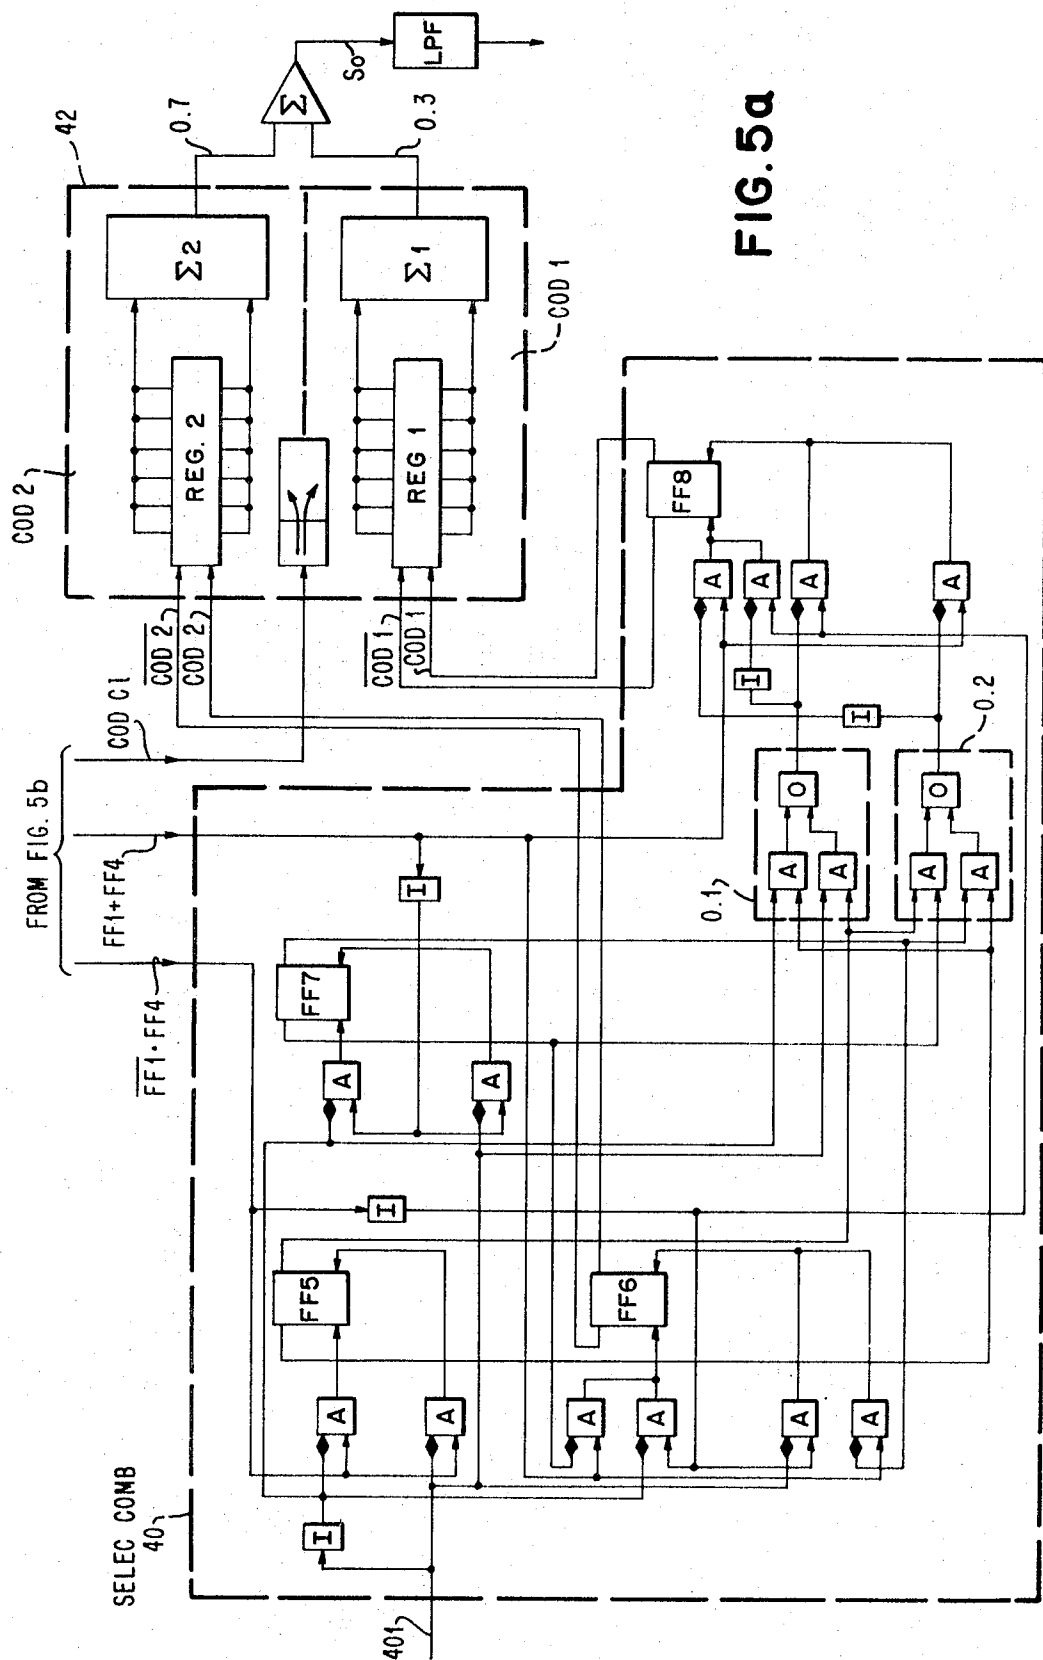 FIG. 5a
SELEC COMB
40
401
FROM FIG. 5b
FF1 · FF4
FF1+FF4
COD Cl
COD 2
COD 2
COD 1
COD 1
COD 2
42
REG. 2
Σ2
REG 1
Σ1
COD 1
0.7
0.3
Σ
So
LPF
I
A
A
FF5
I
A
A
FF7
I
A
A
A
A
FF6
0.1
A
A
O
0.2
A
A
O
I
I
A
A
A
A
FF8